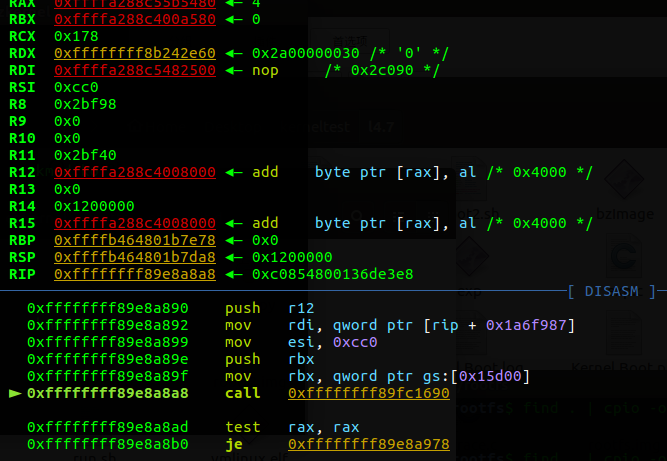 RAX 0xffffa288c55b5480 ◂— 4
RBX 0xffffa288c400a580 ◂— 0
RCX 0x178
RDX 0xffffffff8b242e60 ◂— 0x2a00000030 /* '0' */
RDI 0xffffa288c5482500 ◂— nop /* 0x2c090 */
RSI 0xcc0
R8 0x2bf98
R9 0x0
R10 0x0
R11 0x2bf40
R12 0xffffa288c4008000 ◂— add byte ptr [rax], al /* 0x4000 */
R13 0x0
R14 0x1200000
R15 0xffffa288c4008000 ◂— add byte ptr [rax], al /* 0x4000 */
RBP 0xffffb464801b7e78 ◂— 0x0
RSP 0xffffb464801b7da8 ◂— 0x1200000
RIP 0xffffffff89e8a8a8 ◂— 0xc0854800136de3e8
[ DISASM ]
0xffffffff89e8a890 push r12
0xffffffff89e8a892 mov rdi, qword ptr [rip + 0x1a6f987]
0xffffffff89e8a899 mov esi, 0xcc0
0xffffffff89e8a89e push rbx
0xffffffff89e8a89f mov rbx, qword ptr gs:[0x15d00]
► 0xffffffff89e8a8a8 call 0xffffffff89fc1690
0xffffffff89e8a8ad test rax, rax
0xffffffff89e8a8b0 je 0xffffffff89e8a978
bzImage
exp